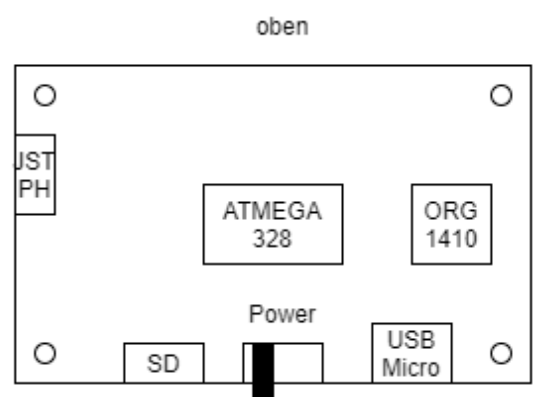 oben
JST
PH
ATMEGA
328
ORG
1410
Power
SD
USB
Micro